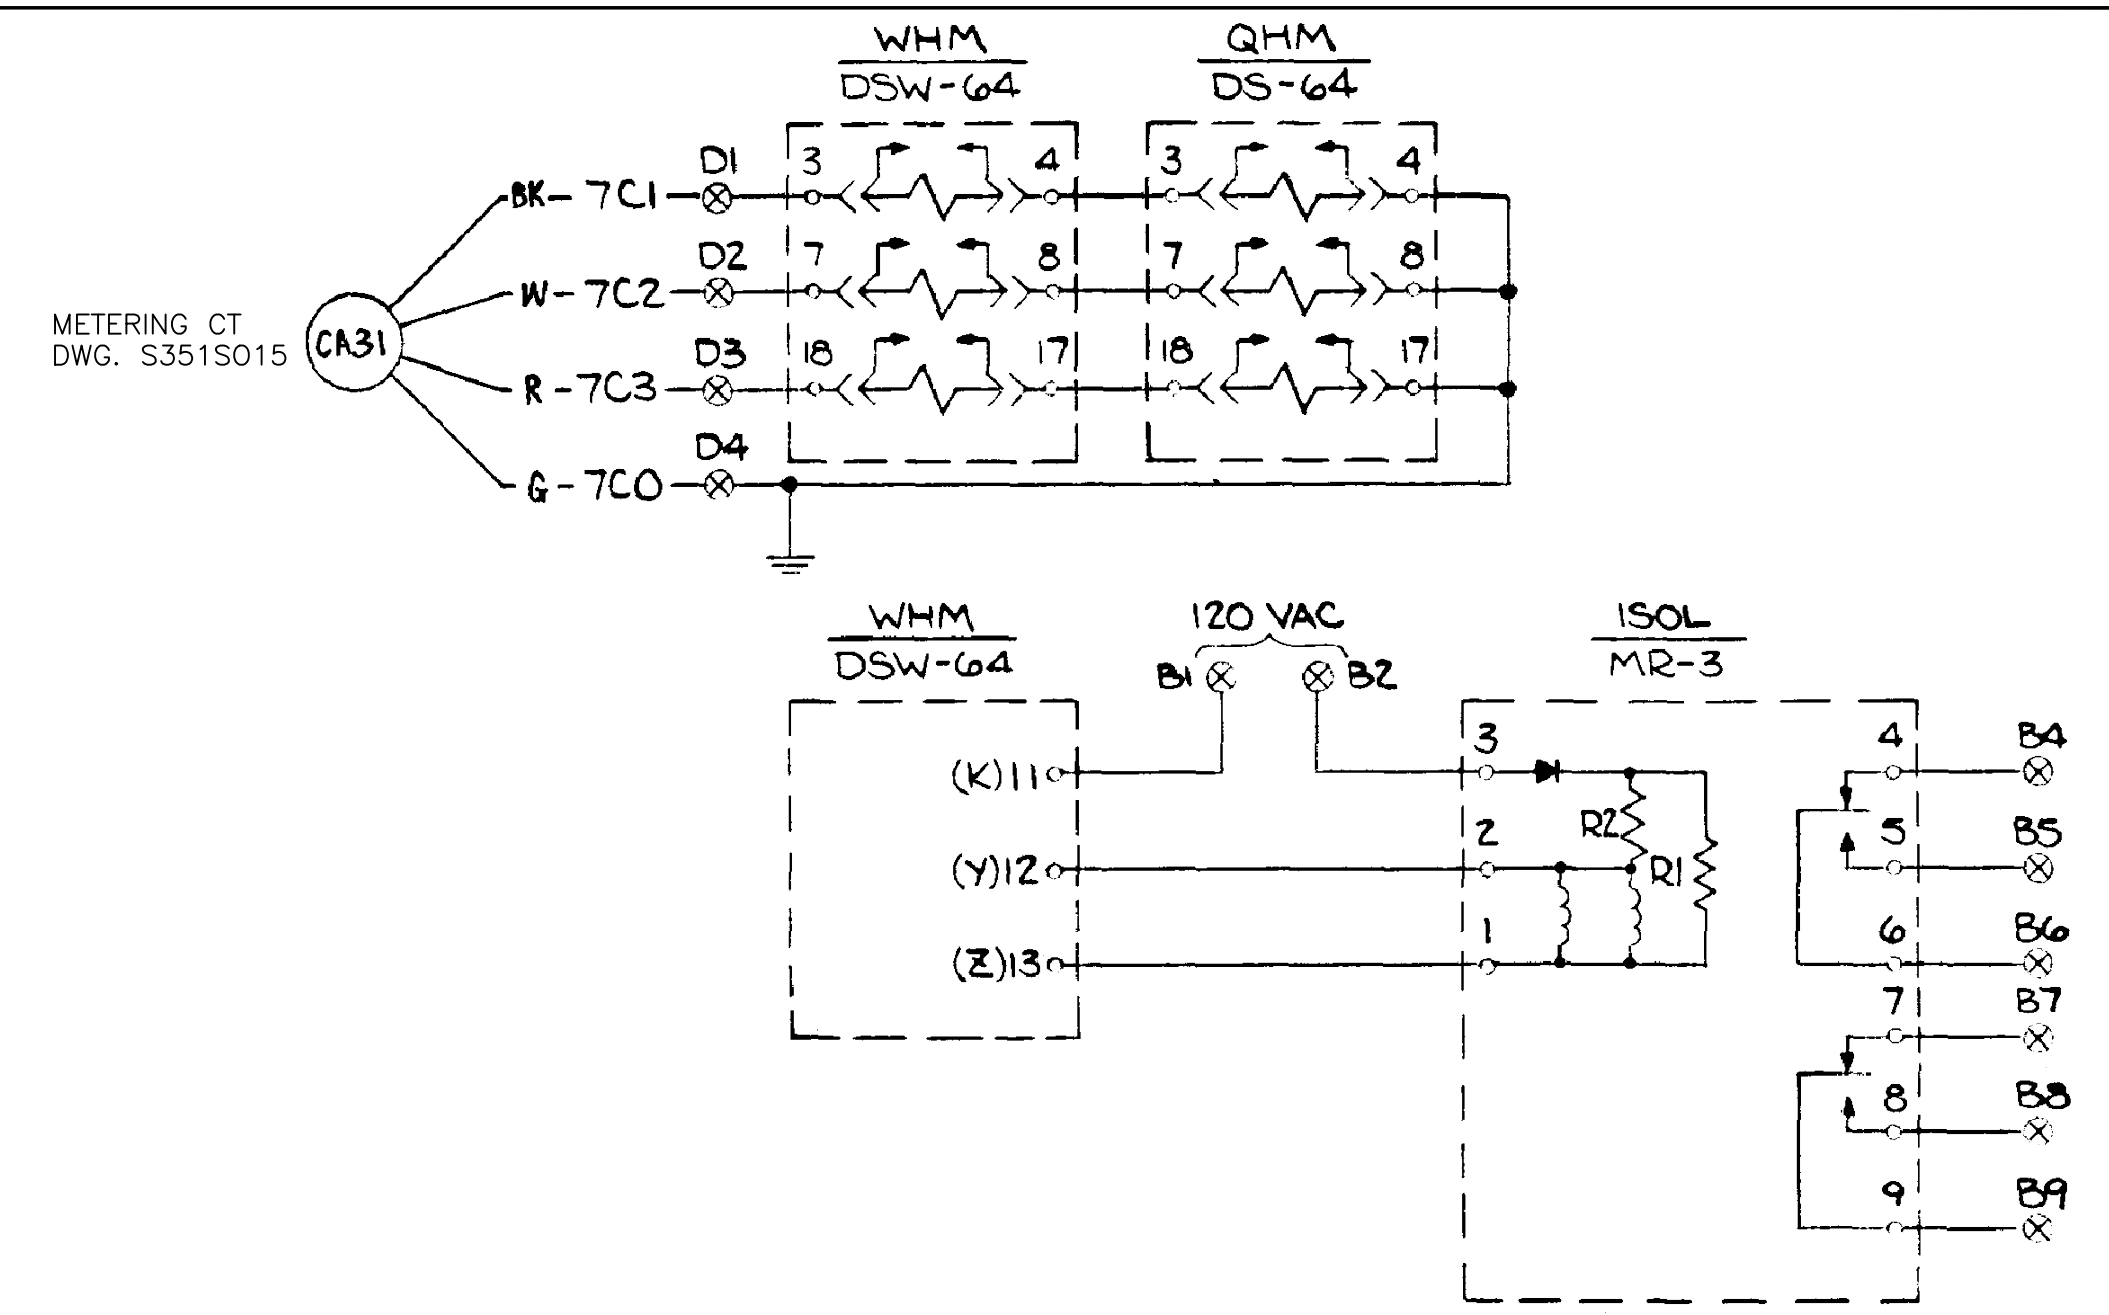 WHM
DSW-64
QHM
DS-64
D1
3
4
3
4
BK- 7C1
D2
7
8
7
8
W- 7C2
METERING CT
DWG. S351S015
CA31
D3
18
17
18
17
R -7C3
D4
G- 7C0
WHM
DSW-64
120 VAC
ISOL
MR-3
B1
B2
3
4
B4
(K)11
R2
2
5
B5
(Y)12
R1
1
6
B6
(Z)13
7
B7
8
B8
9
B9